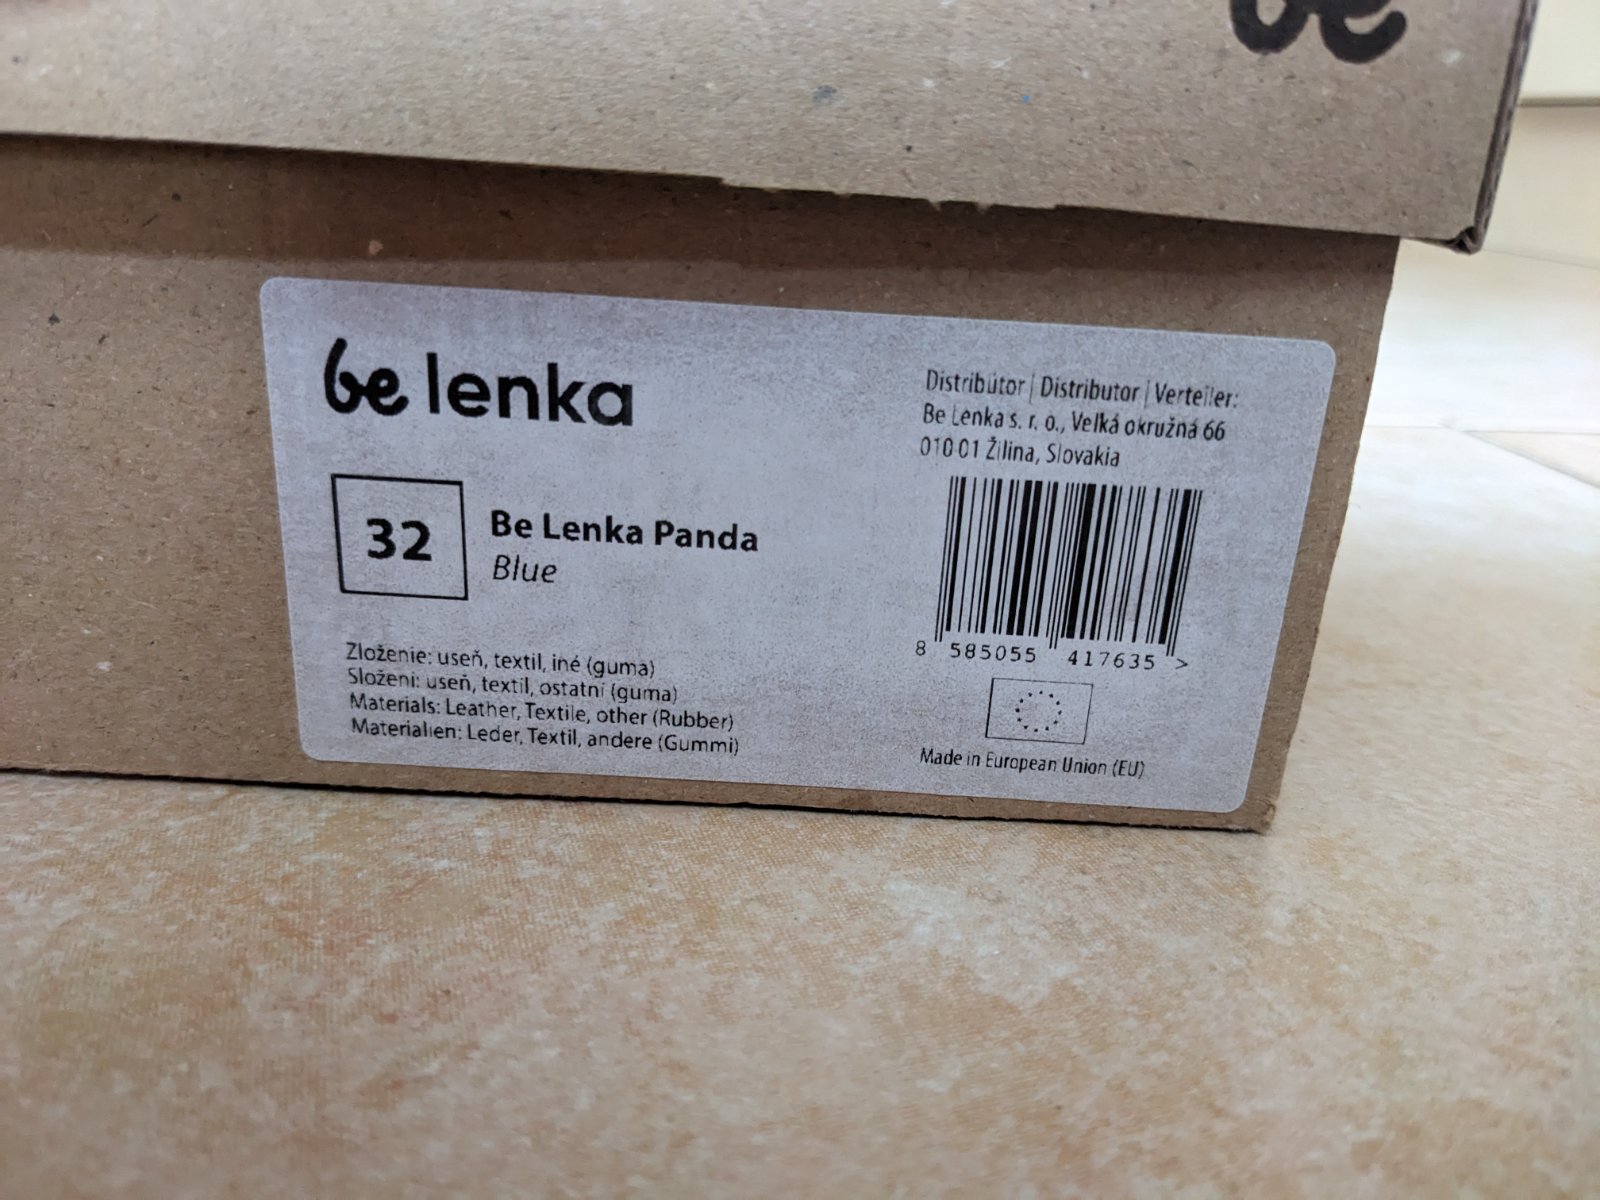 be
be lenka
32
Be Lenka Panda
Blue
Zloženie: useň, textil, iné (guma)
Složení: useň, textil, ostatní (guma)
Materials: Leather, Textile, other (Rubber)
Materialien: Leder, Textil, andere (Gummi)
Distribútor | Distributor | Verteiler:
Be Lenka s. r. o., Veľká okružná 66
010 01 Žilina, Slovakia
8 585055 417635 >
Made in European Union (EU)